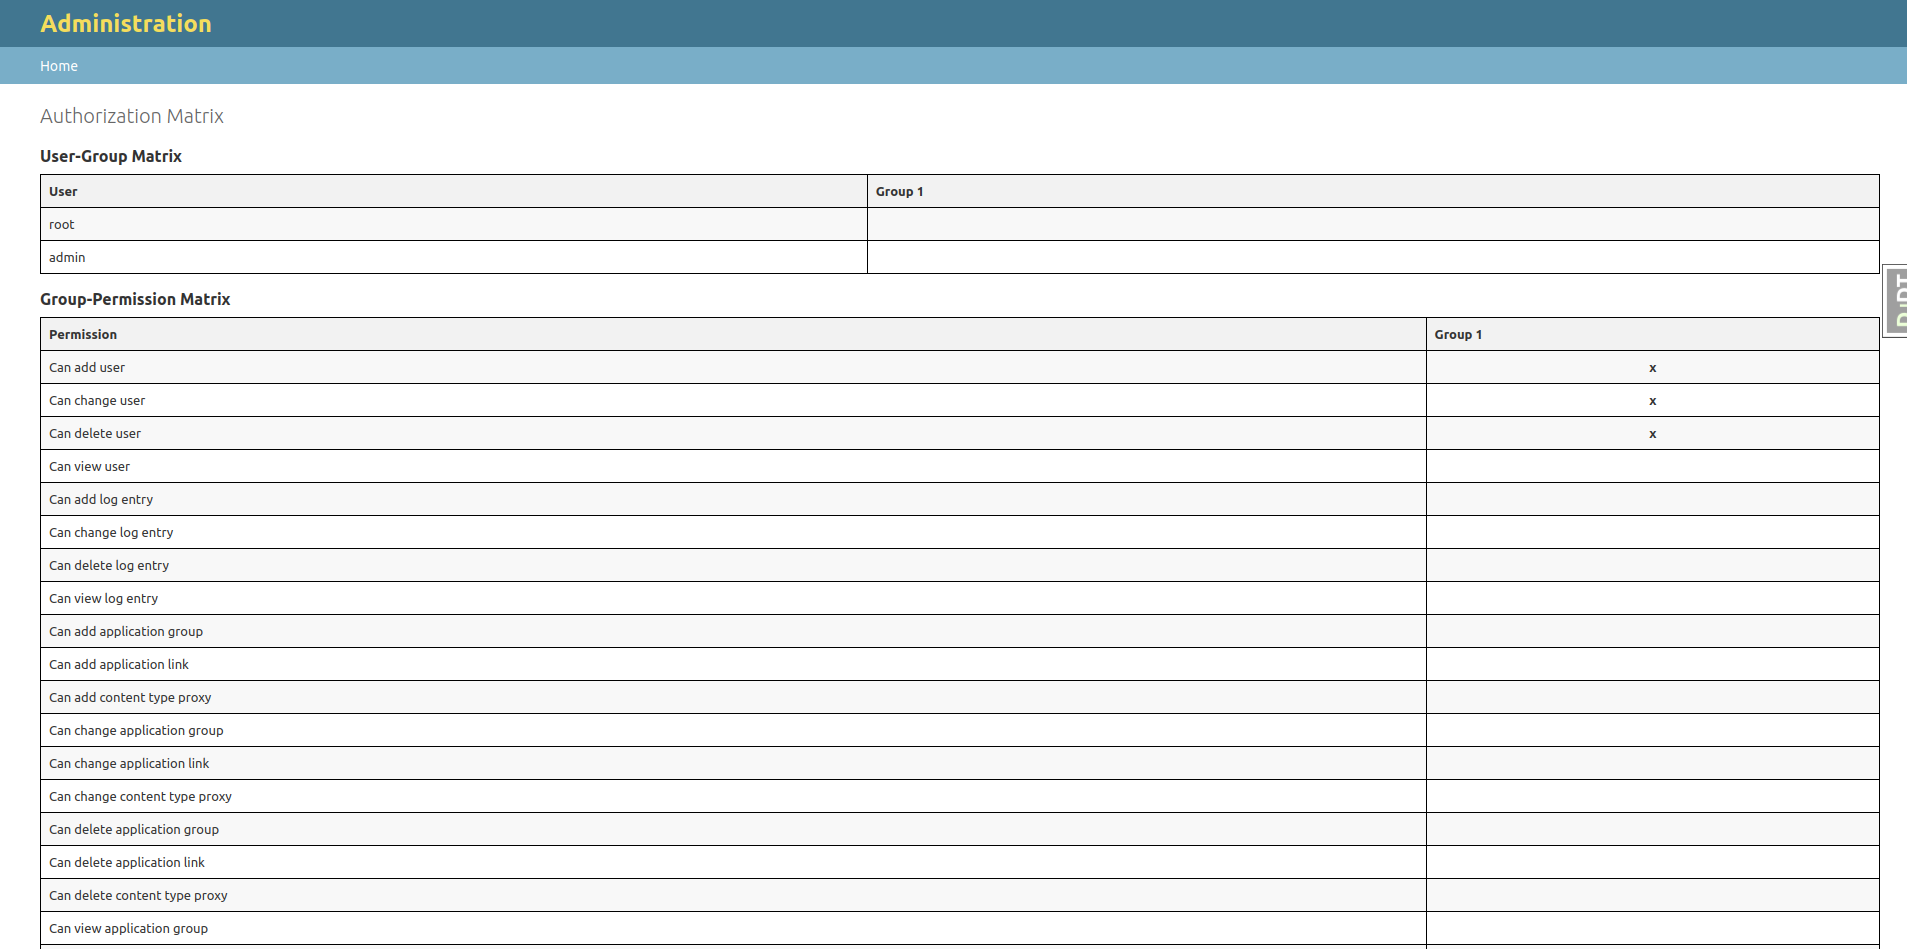 Administration
Home
Authorization Matrix
User-Group Matrix
User Group 1
root
admin
Group-Permission Matrix
Permission Group 1
Can add user x
Can change user x
Can delete user x
Can view user
Can add log entry
Can change log entry
Can delete log entry
Can view log entry
Can add application group
Can add application link
Can add content type proxy
Can change application group
Can change application link
Can change content type proxy
Can delete application group
Can delete application link
Can delete content type proxy
Can view application group